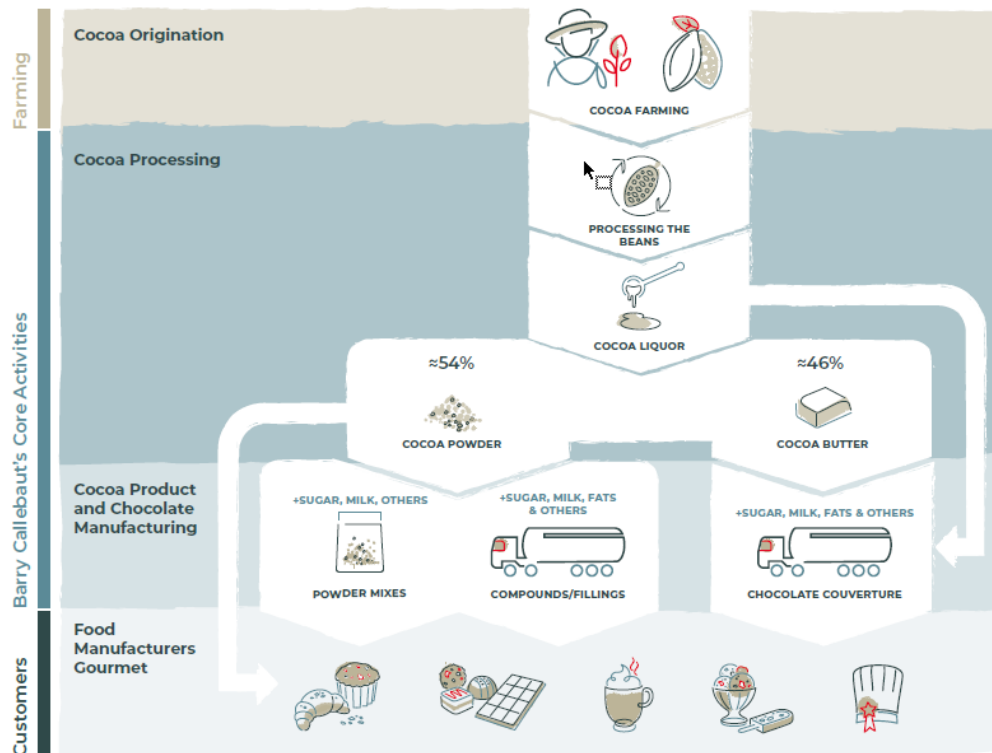 Farming
Cocoa Origination
COCOA FARMING
Barry Callebaut's Core Activities
Cocoa Processing
PROCESSING THE
BEANS
COCOA LIQUOR
≈54%
COCOA POWDER
≈46%
COCOA BUTTER
Cocoa Product
and Chocolate
Manufacturing
+SUGAR, MILK, OTHERS
POWDER MIXES
+SUGAR, MILK, FATS
& OTHERS
COMPOUNDS/FILLINGS
+SUGAR, MILK, FATS & OTHERS
CHOCOLATE COUVERTURE
Customers
Food
Manufacturers
Gourmet